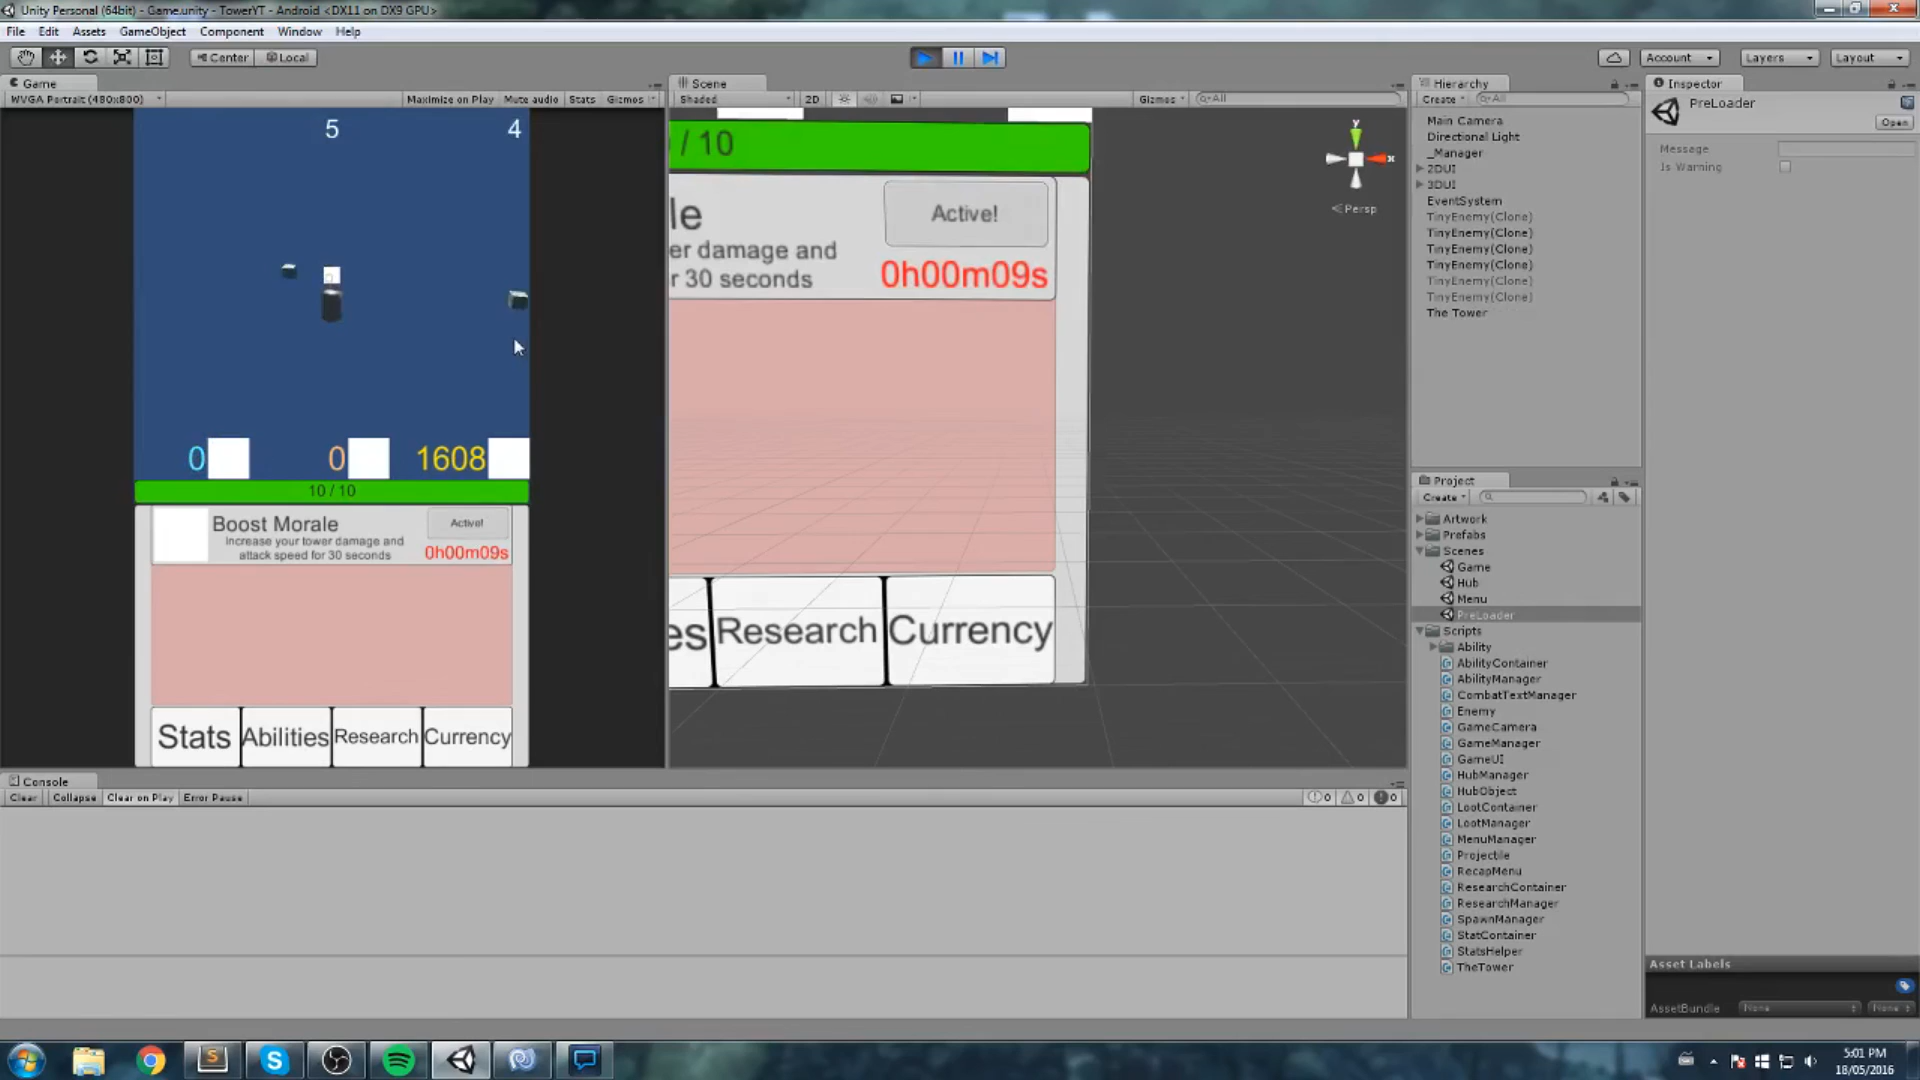 Unity Personal (64bit) - Game.unity - TowerYT - Android <DX11 on DX9 GPU>
File Edit Assets GameObject Component Window Help
Center Local
Account Layers Layout
Game
WVGA Portrait (480x800) Maximize on Play Mute audio Stats Gizmos
5 4
0 0 1608
10 / 10
Boost Morale
Increase your tower damage and
attack speed for 30 seconds
Active!
0h00m09s
Stats Abilities Research Currency
Scene
Shaded 2D Gizmos All
/ 10
le
er damage and
r 30 seconds
Active!
0h00m09s
es Research Currency
y
x
Persp
Hierarchy
Create All
Main Camera
Directional Light
_Manager
2DUI
3DUI
EventSystem
TinyEnemy(Clone)
TinyEnemy(Clone)
TinyEnemy(Clone)
TinyEnemy(Clone)
TinyEnemy(Clone)
TinyEnemy(Clone)
The Tower
Project
Create
Artwork
Prefabs
Scenes
Game
Hub
Menu
PreLoader
Scripts
Ability
AbilityContainer
AbilityManager
CombatTextManager
Enemy
GameCamera
GameManager
GameUI
HubManager
HubObject
LootContainer
LootManager
MenuManager
Projectile
RecapMenu
ResearchContainer
ResearchManager
SpawnManager
StatContainer
StatsHelper
TheTower
Inspector
PreLoader
Open
Message
Is Warning
Asset Labels
AssetBundle None None
Console
Clear Collapse Clear on Play Error Pause
0 0 0
5:01 PM
18/05/2016